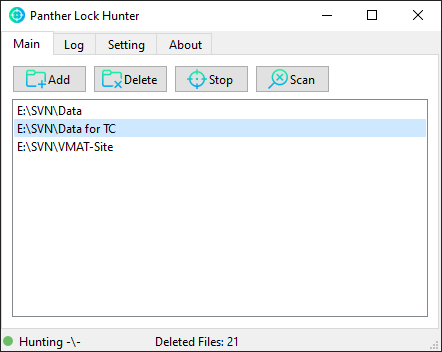 Panther Lock Hunter
Main Log Setting About
Add Delete Stop Scan
E:\SVN\Data
E:\SVN\Data for TC
E:\SVN\VMAT-Site
Hunting -\- Deleted Files: 21